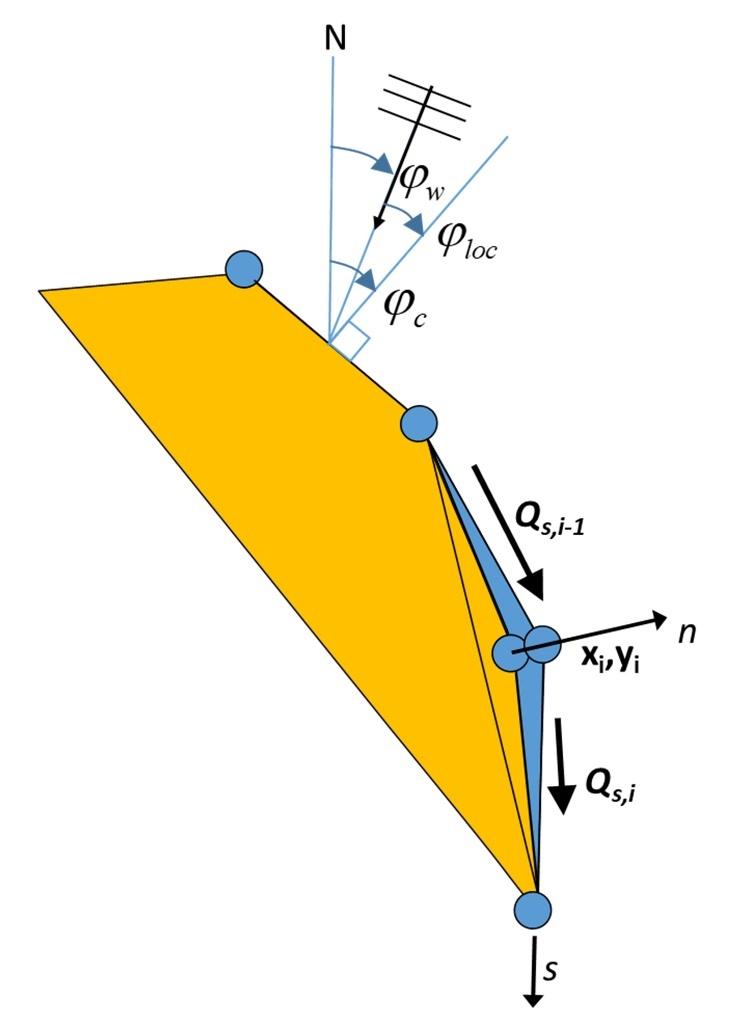 N
φw
φloc
φc
Qs,i-1
n
xi,yi
Qs,i
s